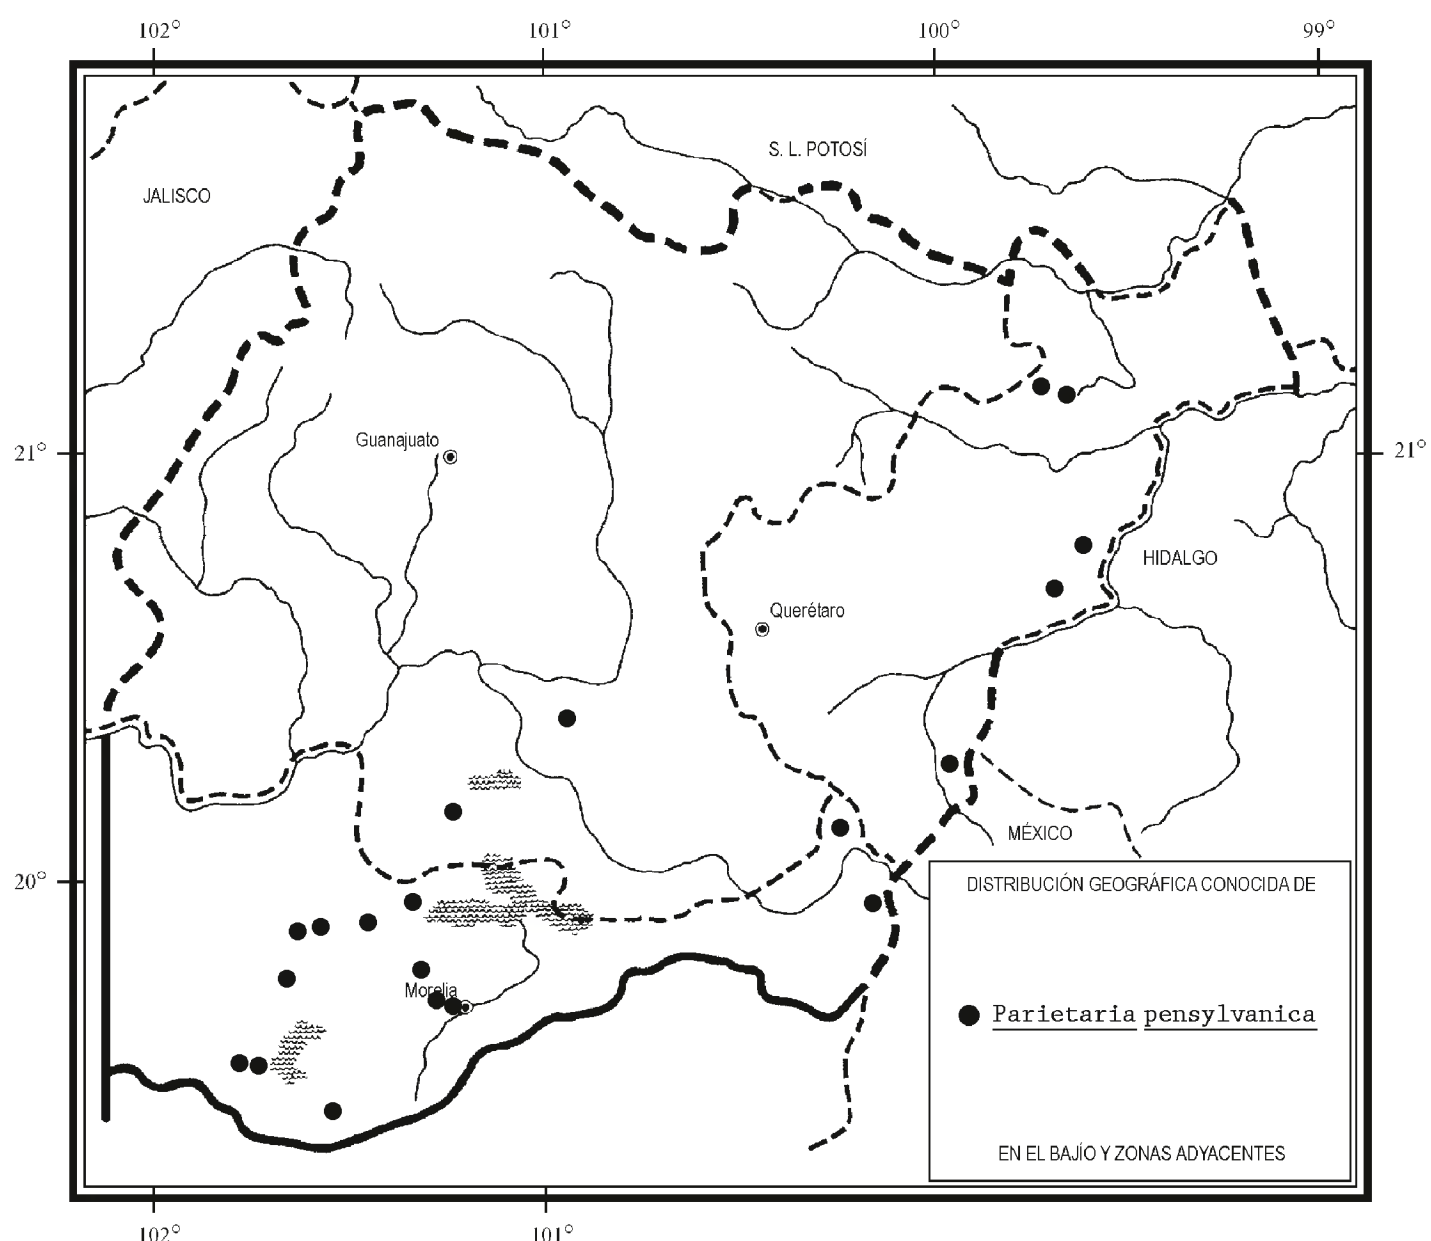 102° 101° 100° 99°
S. L. POTOSÍ
JALISCO
Guanajuato
21° 21°
HIDALGO
Querétaro
MÉXICO
20°
DISTRIBUCIÓN GEOGRÁFICA CONOCIDA DE
Morelia
Parietaria pensylvanica
EN EL BAJÍO Y ZONAS ADYACENTES
102° 101°